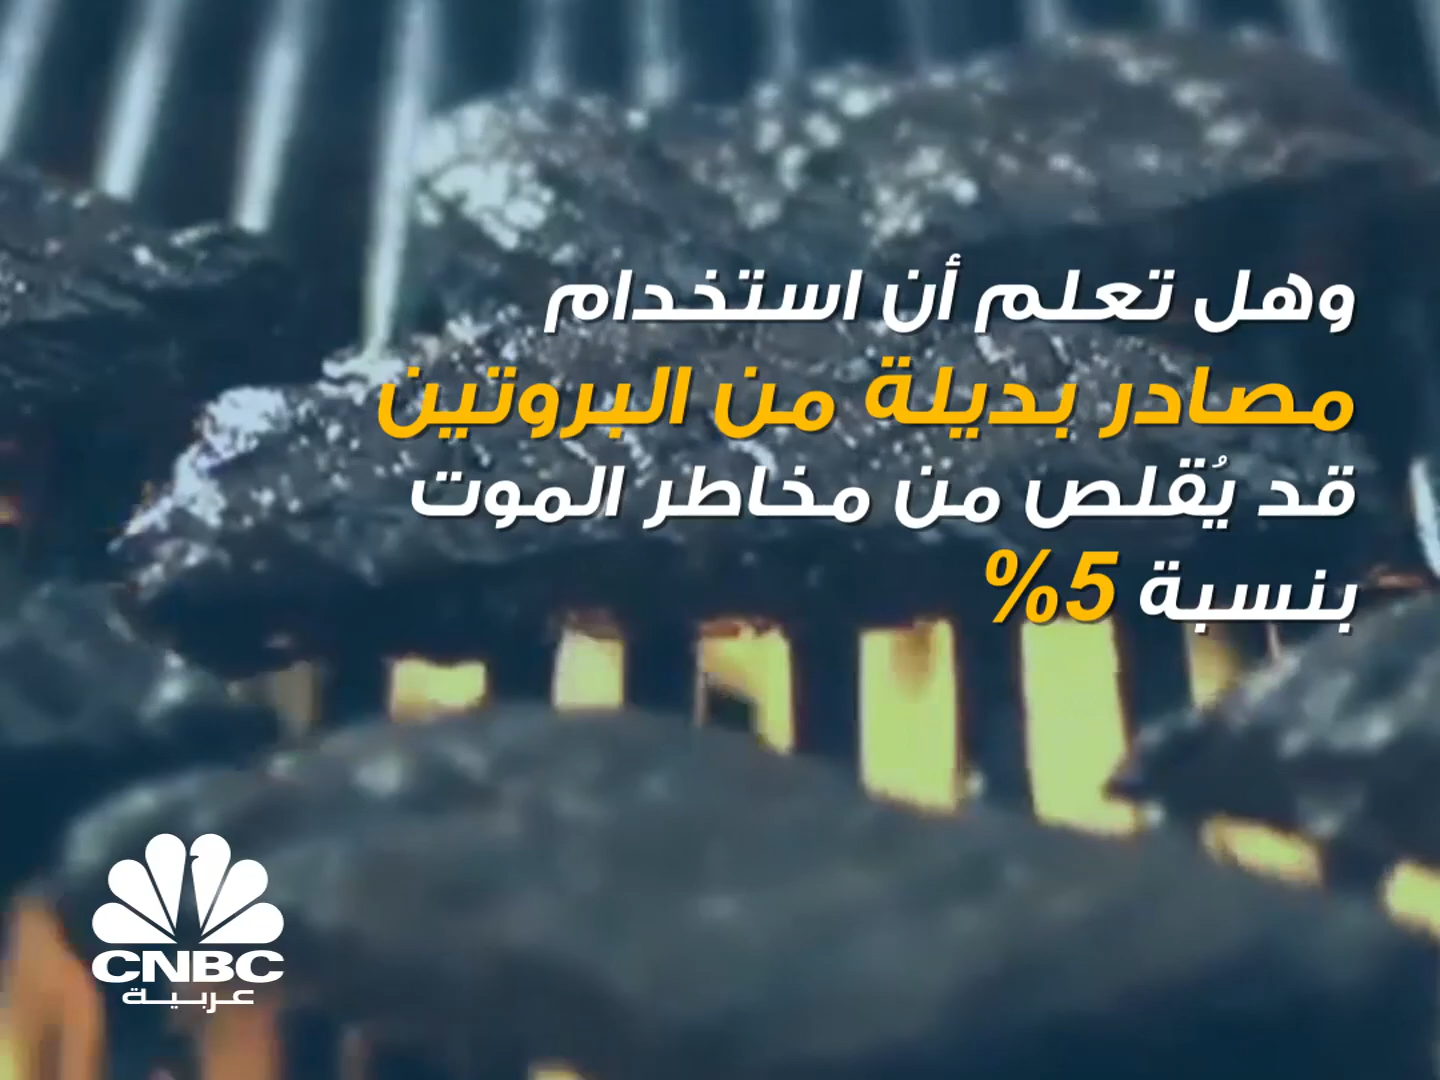 وهل تعلم أن استخدام
مصادر بديلة من البروتين
قد يُقلص من مخاطر الموت
بنسبة 5%
CNBC
عربية